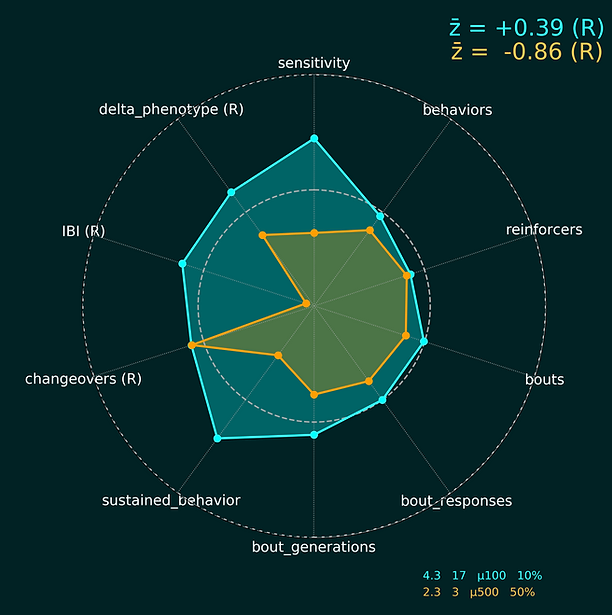 z̄ = +0.39 (R)
z̄ = -0.86 (R)
sensitivity
delta_phenotype (R)
behaviors
IBI (R)
reinforcers
changeovers (R)
bouts
sustained_behavior
bout_responses
bout_generations
4.3 17 μ100 10%
2.3 3 μ500 50%